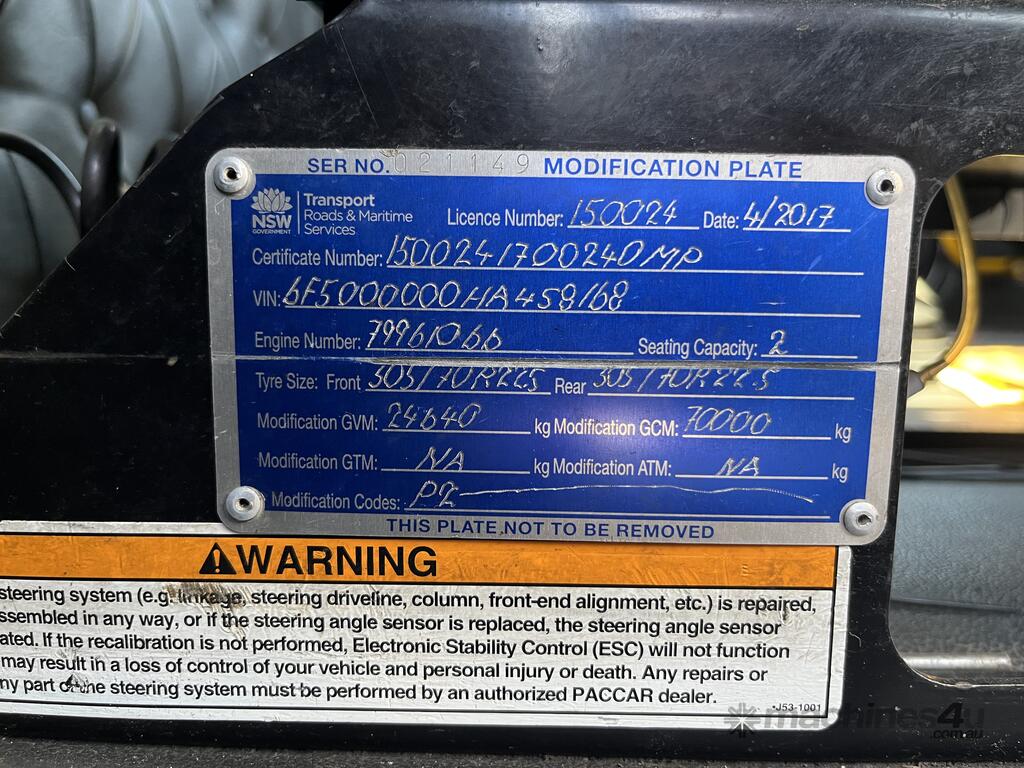 SER NO. 021149 MODIFICATION PLATE
NSW GOVERNMENT Transport Roads & Maritime Services
Licence Number: 150024 Date: 4/2017
Certificate Number: 1500241700240MP
VIN: 6F5000000HA458168
Engine Number: 79961066 Seating Capacity: 2
Tyre Size: Front 305/70R22.5 Rear 305/70R22.5
Modification GVM: 24640 kg Modification GCM: 70000 kg
Modification GTM: NA kg Modification ATM: NA kg
Modification Codes: P2
THIS PLATE NOT TO BE REMOVED
WARNING
steering system (e.g. linkage, steering driveline, column, front-end alignment, etc.) is repaired,
ssembled in any way, or if the steering angle sensor is replaced, the steering angle sensor
ated. If the recalibration is not performed, Electronic Stability Control (ESC) will not function
may result in a loss of control of your vehicle and personal injury or death. Any repairs or
ny part of the steering system must be performed by an authorized PACCAR dealer.
J53-1001
machines4u
.com.au